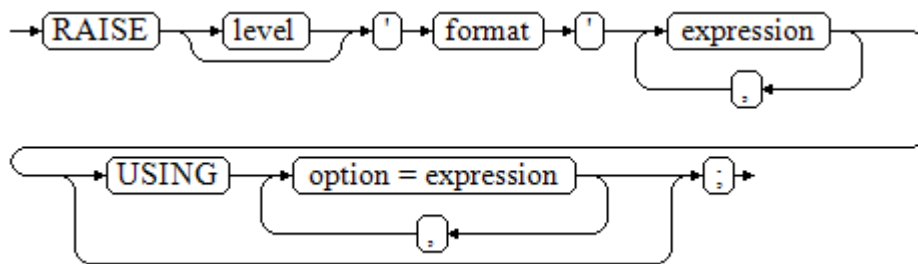 RAISE level ' format ' expression
,
USING option = expression ;
,